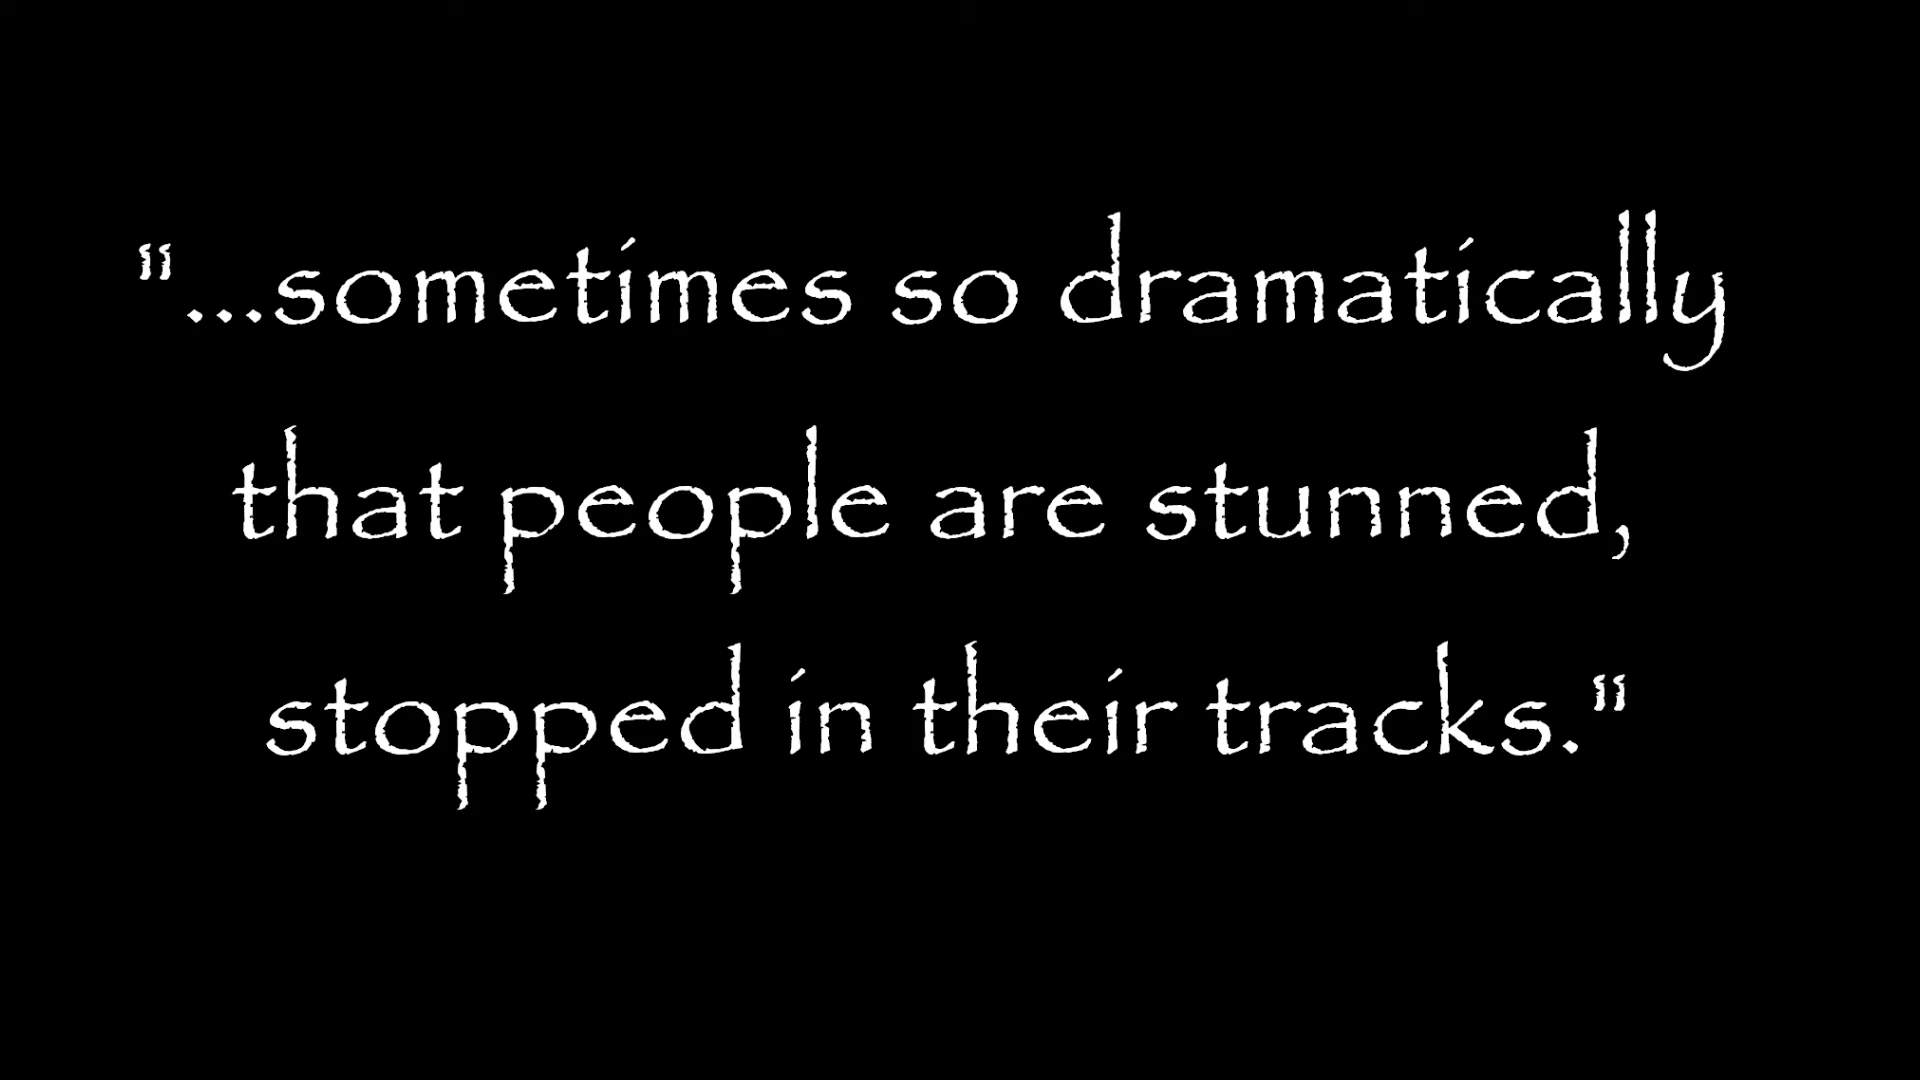 "...sometimes so dramatically
that people are stunned,
stopped in their tracks."